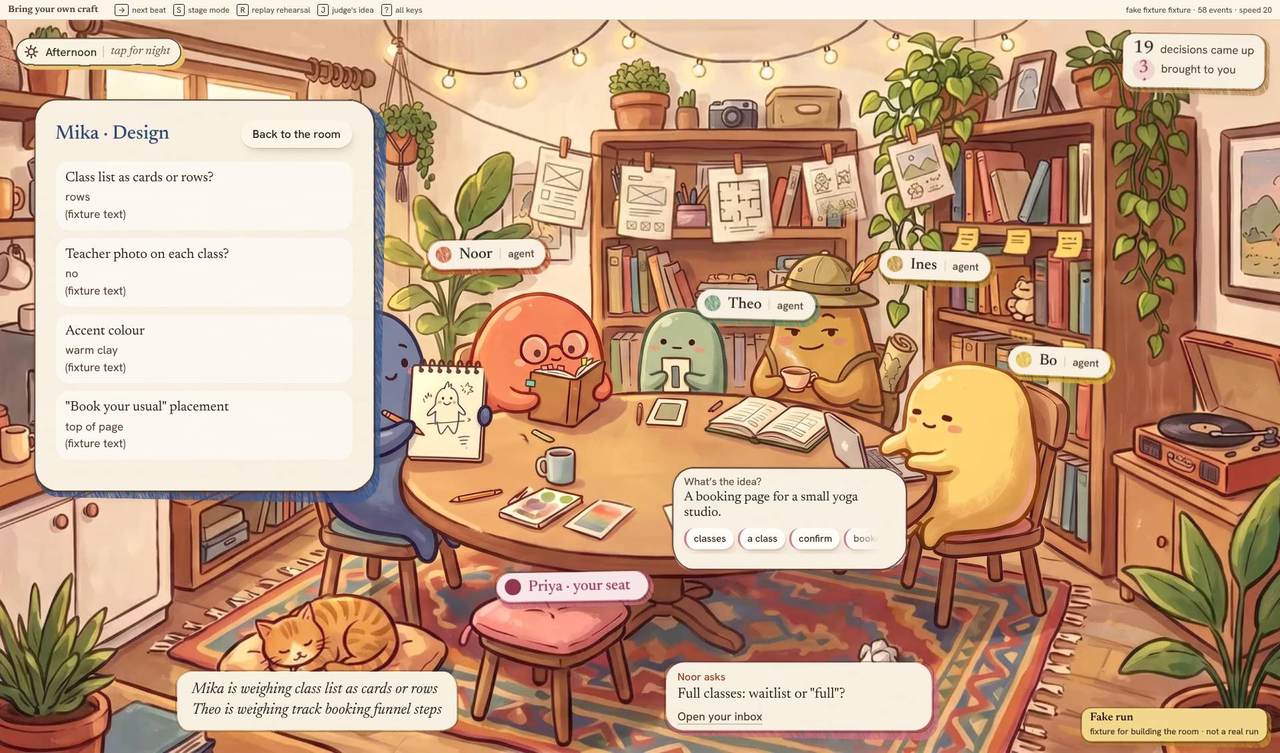 Bring your own craft
→ next beat
S stage mode
R replay rehearsal
J judge's idea
? all keys
fake fixture fixture · 58 events · speed 20
Afternoon | tap for night
19 decisions came up
3 brought to you
Mika · Design
Back to the room
Class list as cards or rows?
rows
(fixture text)
Teacher photo on each class?
no
(fixture text)
Accent colour
warm clay
(fixture text)
"Book your usual" placement
top of page
(fixture text)
Noor | agent
Theo | agent
Ines | agent
Bo | agent
What's the idea?
A booking page for a small yoga
studio.
classes
a class
confirm
Priya · your seat
Mika is weighing class list as cards or rows
Theo is weighing track booking funnel steps
Noor asks
Full classes: waitlist or "full"?
Open your inbox
Fake run
fixture for building the room · not a real run